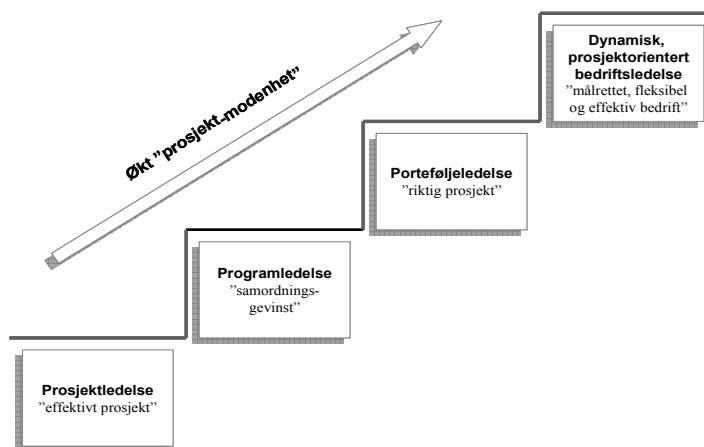 Dynamisk,
prosjektorientert
bedriftsledelse
”målrettet, fleksibel
og effektiv bedrift”
Økt ”prosjekt-modenhet”
Porteføljeledelse
”riktig prosjekt”
Programledelse
”samordnings-
gevinst”
Prosjektledelse
”effektivt prosjekt”